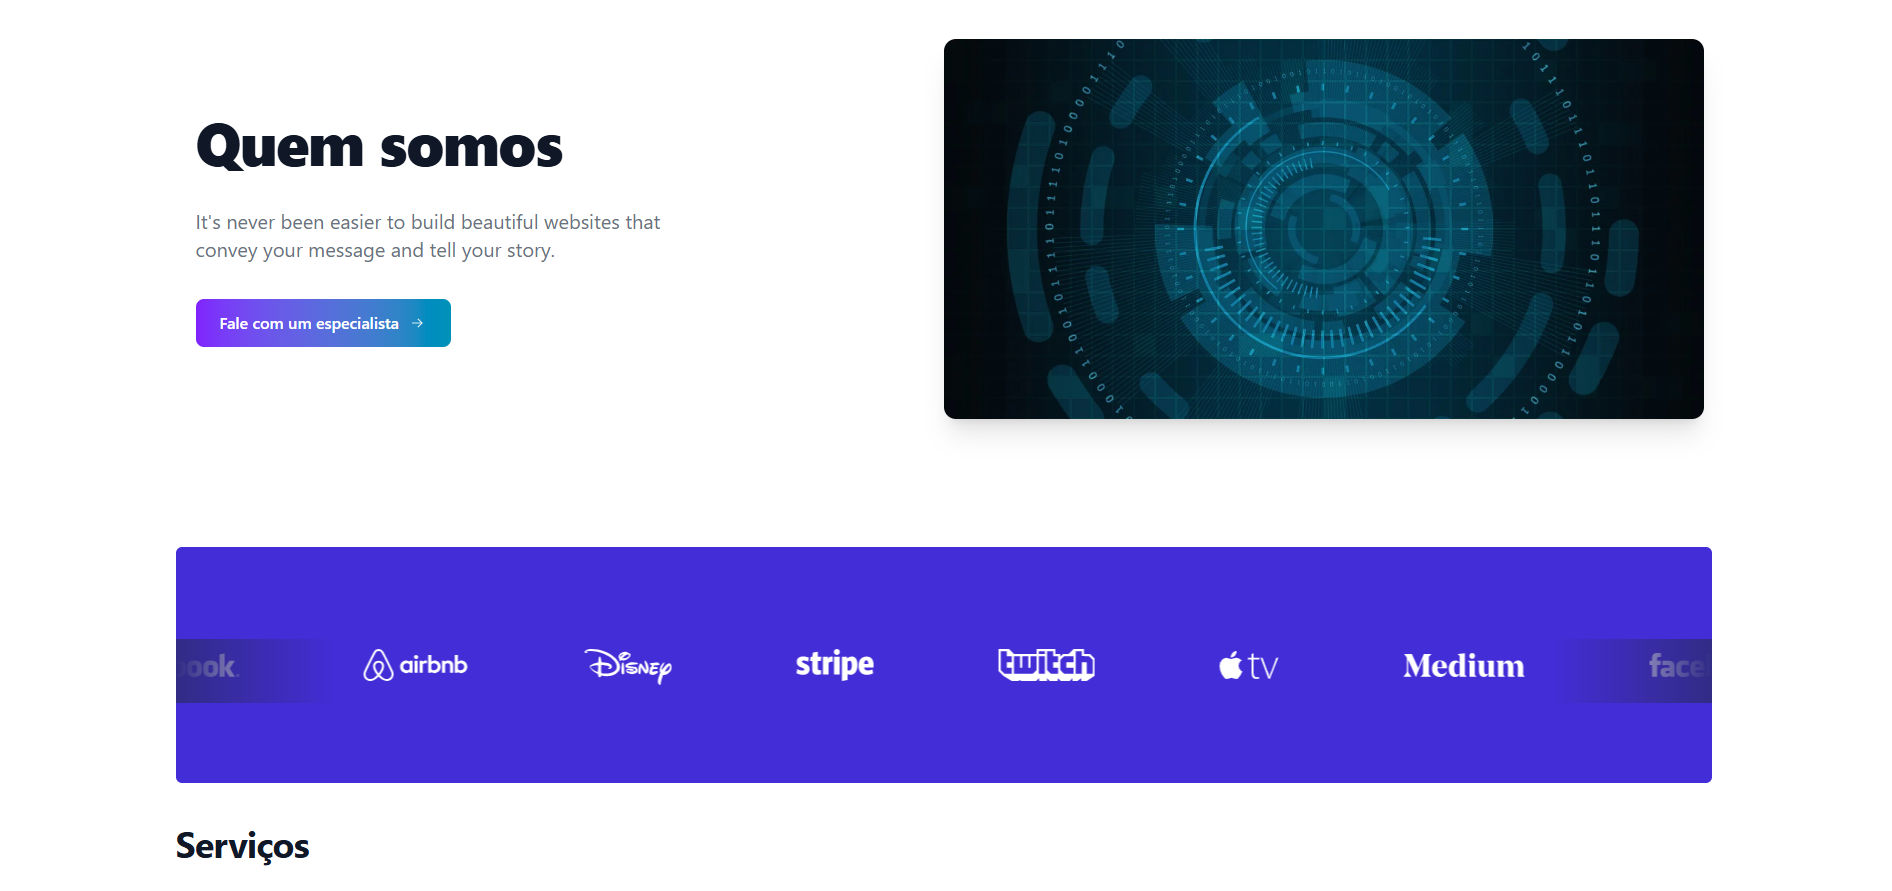 Quem somos
It's never been easier to build beautiful websites that
convey your message and tell your story.
Fale com um especialista
ook.
airbnb
Disney
stripe
twitch
tv
Medium
face
Serviços